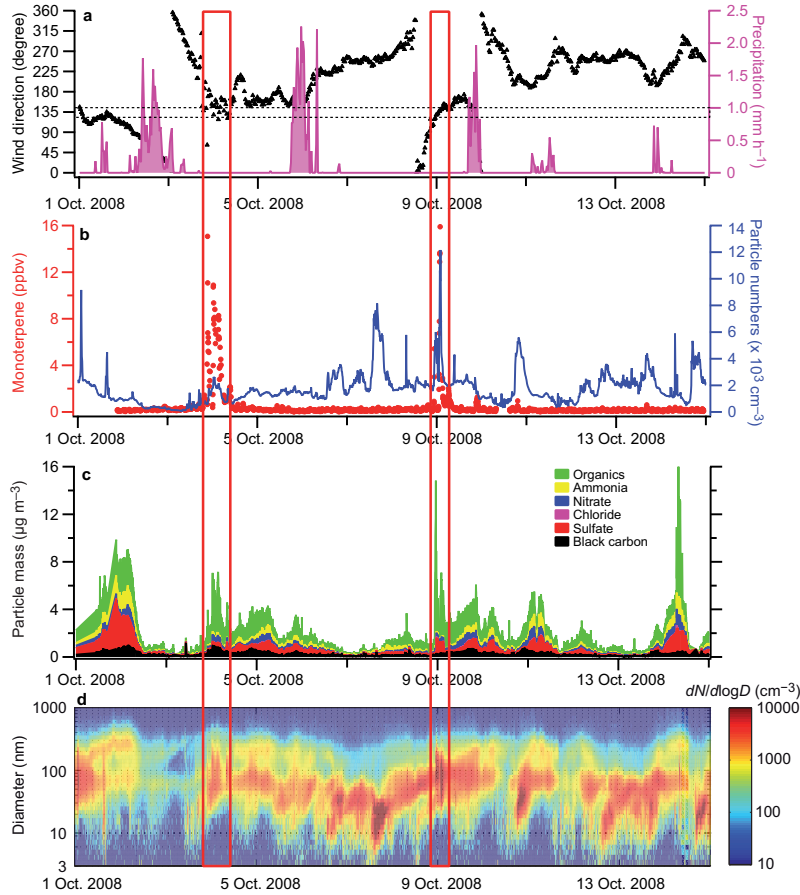 a
360
315
270
225
180
135
90
45
0
Wind direction (degree)
2.5
2.0
1.5
1.0
0.5
0
Precipitation (mm h⁻¹)
1 Oct. 2008
5 Oct. 2008
9 Oct. 2008
13 Oct. 2008
b
16
12
8
4
0
Monoterpene (ppbv)
14
12
10
8
6
4
2
0
Particle numbers (x 10³ cm⁻³)
1 Oct. 2008
5 Oct. 2008
9 Oct. 2008
13 Oct. 2008
c
16
12
8
4
0
Particle mass (µg m⁻³)
Organics
Ammonia
Nitrate
Chloride
Sulfate
Black carbon
1 Oct. 2008
5 Oct. 2008
9 Oct. 2008
13 Oct. 2008
d
1000
100
10
3
Diameter (nm)
dN/dlogD (cm⁻³)
10000
1000
100
10
1 Oct. 2008
5 Oct. 2008
9 Oct. 2008
13 Oct. 2008